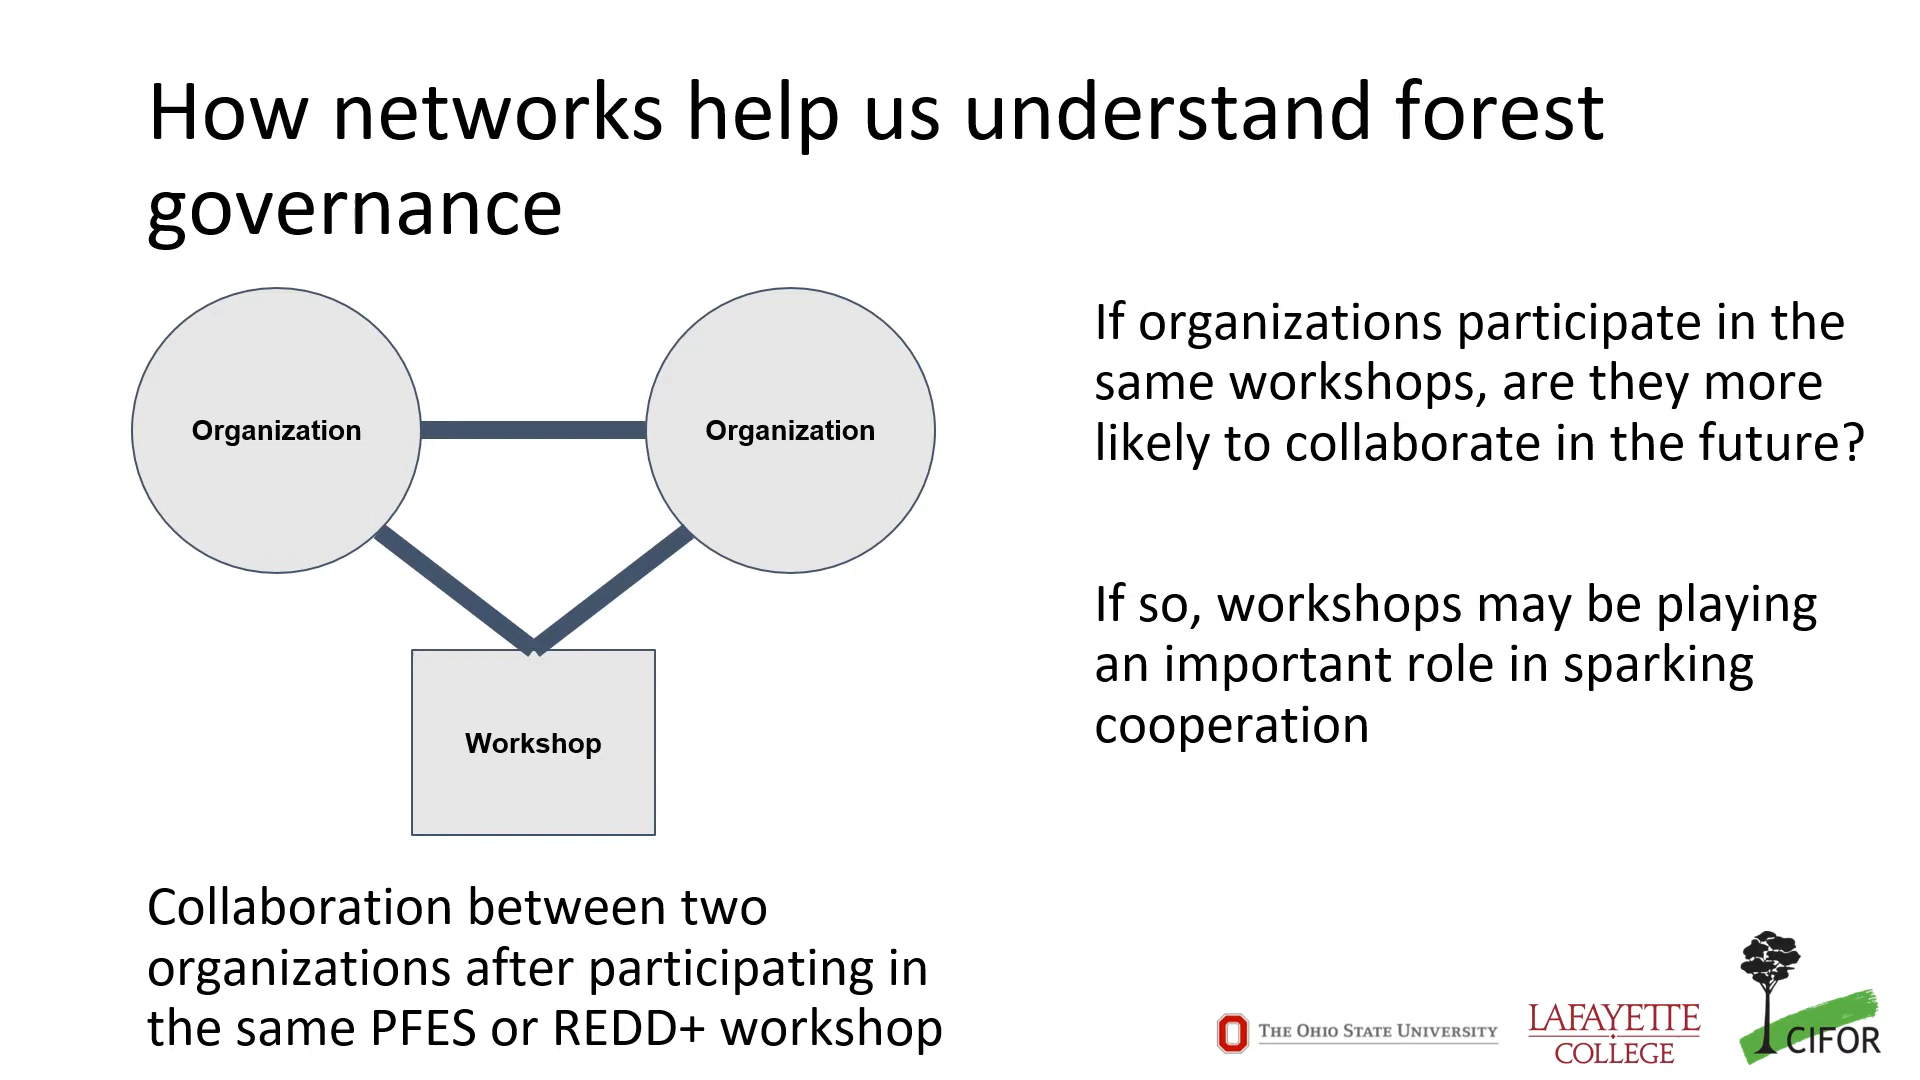 How networks help us understand forest
governance
Organization
Organization
Workshop
Collaboration between two
organizations after participating in
the same PFES or REDD+ workshop
If organizations participate in the
same workshops, are they more
likely to collaborate in the future?
If so, workshops may be playing
an important role in sparking
cooperation
THE OHIO STATE UNIVERSITY
LAFAYETTE
COLLEGE
CIFOR